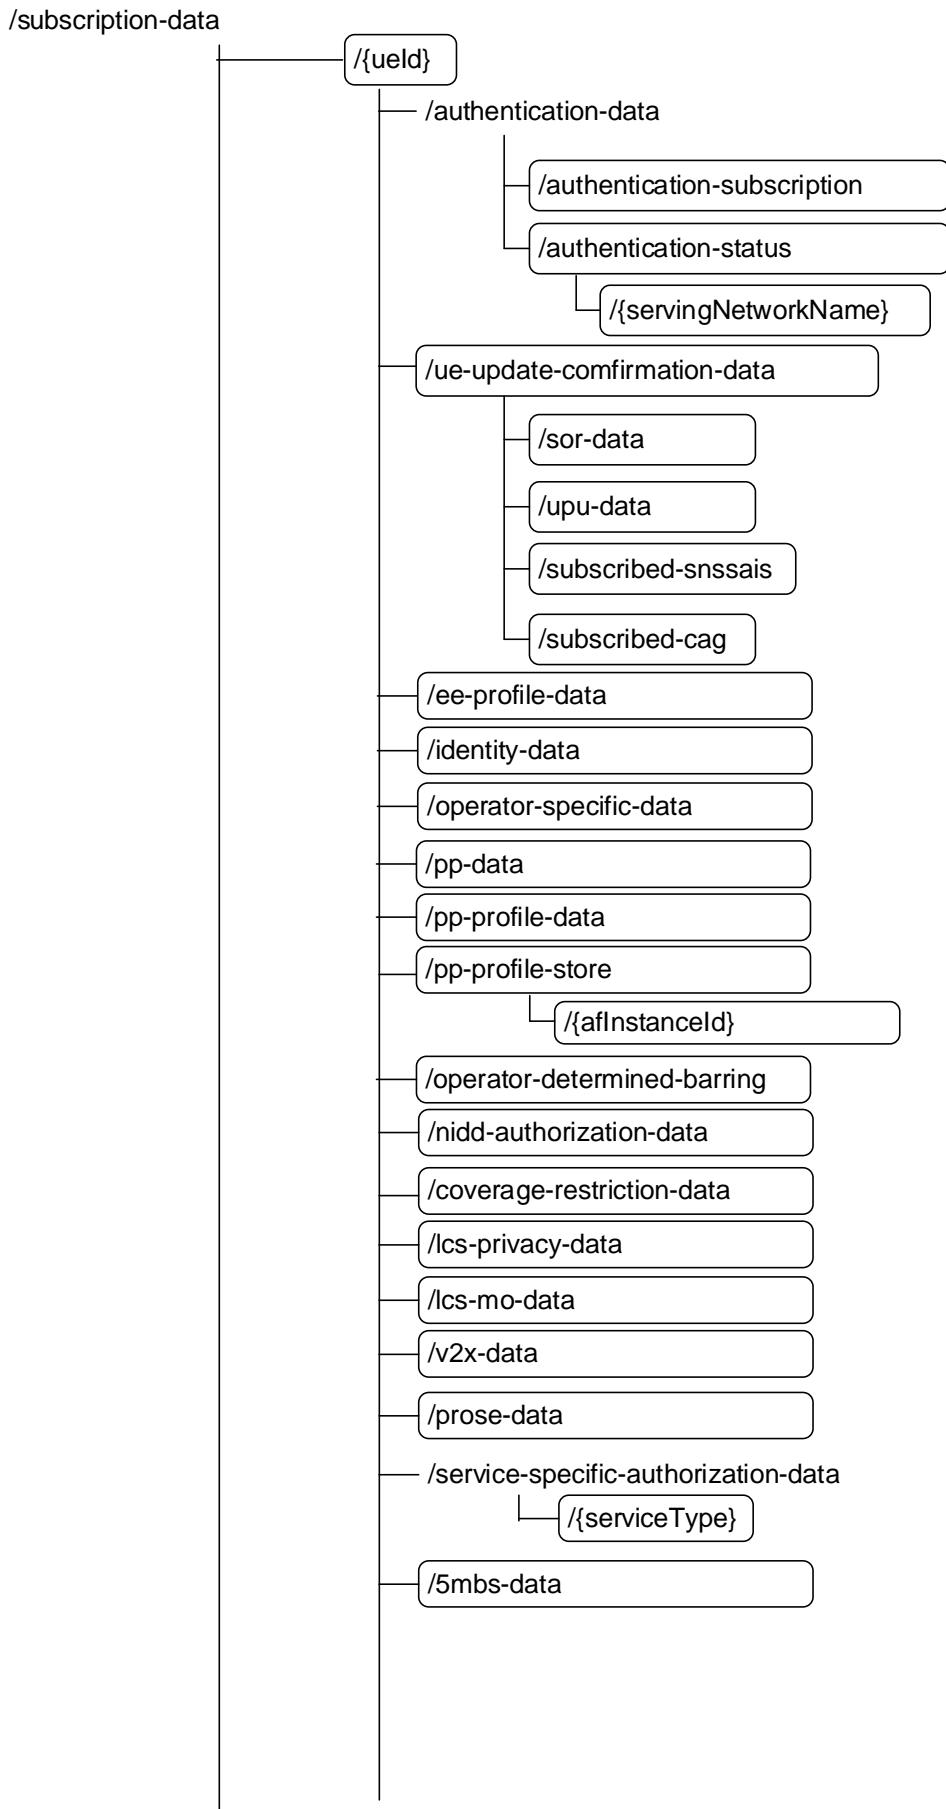 /subscription-data
/{ueId}
/authentication-data
/authentication-subscription
/authentication-status
/{servingNetworkName}
/ue-update-comfirmation-data
/sor-data
/upu-data
/subscribed-snssais
/subscribed-cag
/ee-profile-data
/identity-data
/operator-specific-data
/pp-data
/pp-profile-data
/pp-profile-store
/{afInstanceId}
/operator-determined-barring
/nidd-authorization-data
/coverage-restriction-data
/lcs-privacy-data
/lcs-mo-data
/v2x-data
/prose-data
/service-specific-authorization-data
/{serviceType}
/5mbs-data